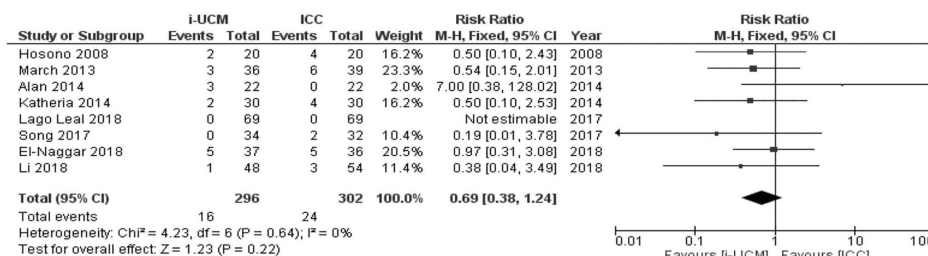 i-UCM ICC Risk Ratio Risk Ratio
Study or Subgroup Events Total Events Total Weight M-H, Fixed, 95% CI Year M-H, Fixed, 95% CI
Hosono 2008 2 20 4 20 16.2% 0.50 [0.10, 2.43] 2008
March 2013 3 36 6 39 23.3% 0.54 [0.15, 2.01] 2013
Alan 2014 3 22 0 22 2.0% 7.00 [0.38, 128.02] 2014
Katheria 2014 2 30 4 30 16.2% 0.50 [0.10, 2.53] 2014
Lago Leal 2018 0 69 0 69 Not estimable 2017
Song 2017 0 34 2 32 10.4% 0.19 [0.01, 3.78] 2017
El-Naggar 2018 5 37 5 36 20.5% 0.97 [0.31, 3.08] 2018
Li 2018 1 48 3 54 11.4% 0.38 [0.04, 3.49] 2018
Total (95% CI) 296 302 100.0% 0.69 [0.38, 1.24]
Total events 16 24
Heterogeneity: Chi² = 4.23, df = 6 (P = 0.64); I² = 0%
Test for overall effect: Z = 1.23 (P = 0.22)
0.01 0.1 1 10 100
Favours [i-UCM] Favours [ICC]